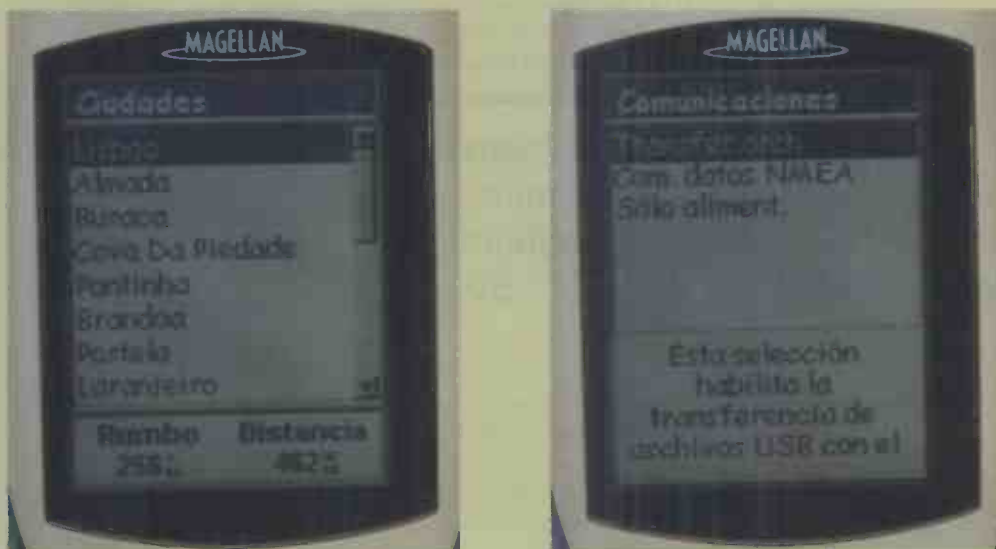 MAGELLAN
Ciudades
Lisboa
Almada
Buraca
Cova Da Piedade
Pontinha
Brandoa
Portela
Laranjeiro
Rumbo Distancia
MAGELLAN
Comunicaciones
Com. datos NMEA
Sólo aliment.
Esta selección
habilita la
transferencia de
archivos USB con el